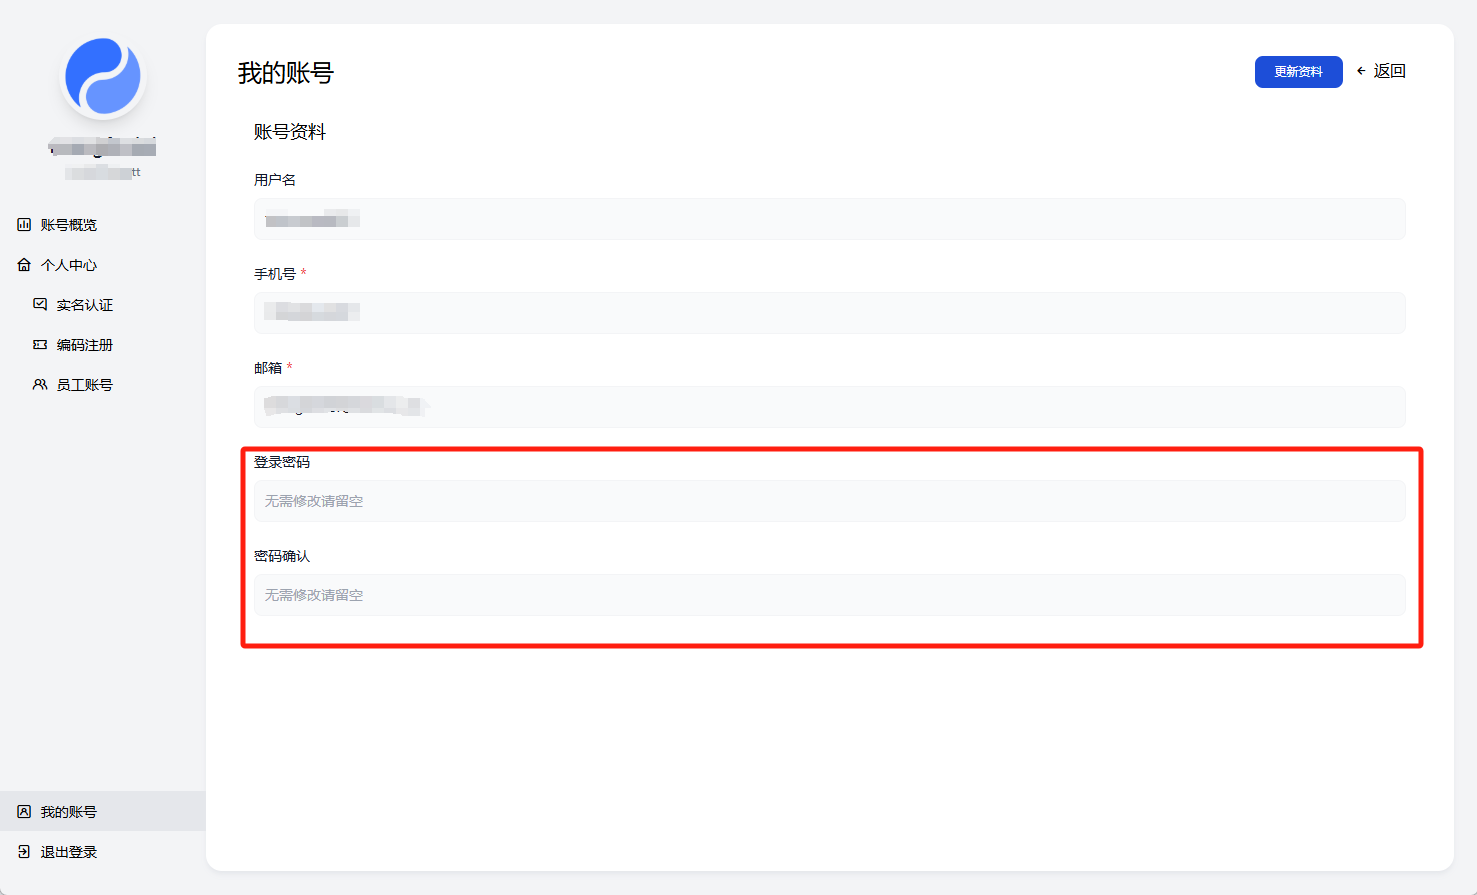 我的账号
更新资料
返回
账号资料
用户名
手机号 *
邮箱 *
登录密码
无需修改请留空
密码确认
无需修改请留空
tt
账号概览
个人中心
实名认证
编码注册
员工账号
我的账号
退出登录